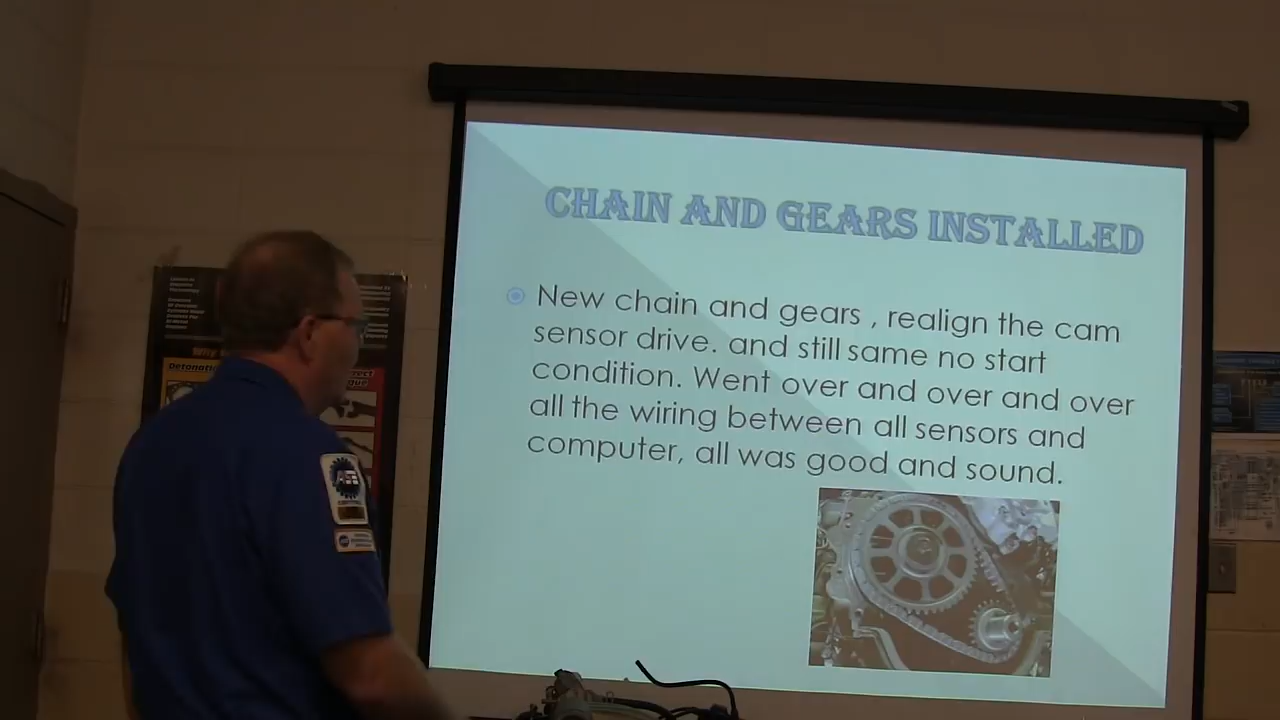 CHAIN AND GEARS INSTALLED
New chain and gears , realign the cam
sensor drive. and still same no start
condition. Went over and over and over
all the wiring between all sensors and
computer, all was good and sound.
Why
Detonati